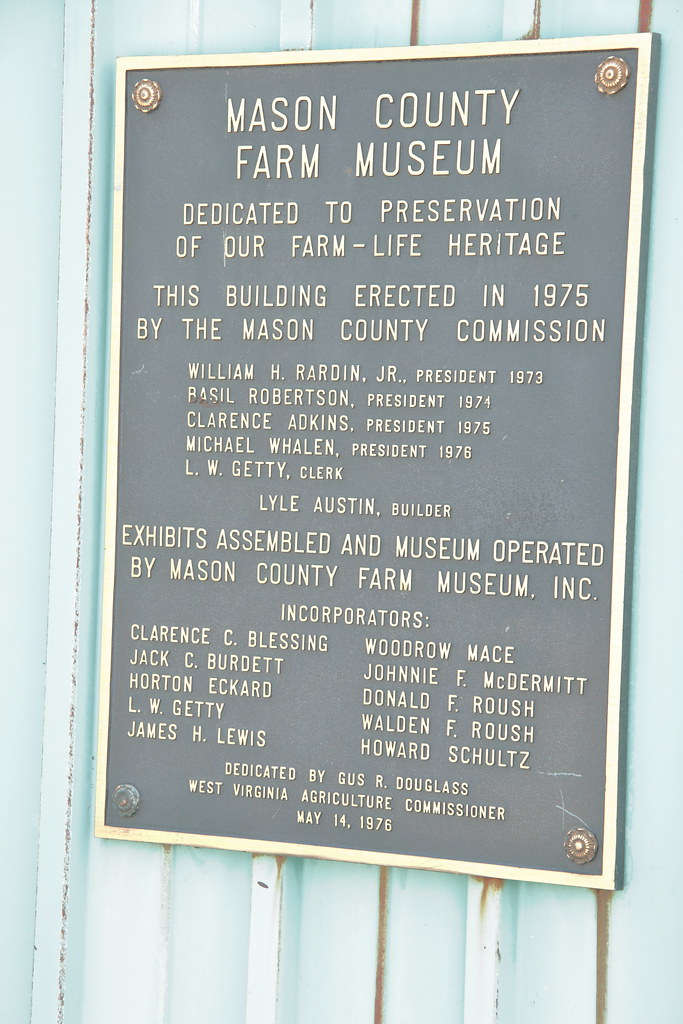 MASON COUNTY
FARM MUSEUM
DEDICATED TO PRESERVATION
OF OUR FARM-LIFE HERITAGE
THIS BUILDING ERECTED IN 1975
BY THE MASON COUNTY COMMISSION
WILLIAM H. RARDIN, JR., PRESIDENT 1973
BASIL ROBERTSON, PRESIDENT 1974
CLARENCE ADKINS, PRESIDENT 1975
MICHAEL WHALEN, PRESIDENT 1976
L. W. GETTY, CLERK
LYLE AUSTIN, BUILDER
EXHIBITS ASSEMBLED AND MUSEUM OPERATED
BY MASON COUNTY FARM MUSEUM, INC.
INCORPORATORS:
CLARENCE C. BLESSING
JACK C. BURDETT
HORTON ECKARD
L. W. GETTY
JAMES H. LEWIS
WOODROW MACE
JOHNNIE F. McDERMITT
DONALD F. ROUSH
WALDEN F. ROUSH
HOWARD SCHULTZ
DEDICATED BY GUS R. DOUGLASS
WEST VIRGINIA AGRICULTURE COMMISSIONER
MAY 14, 1976